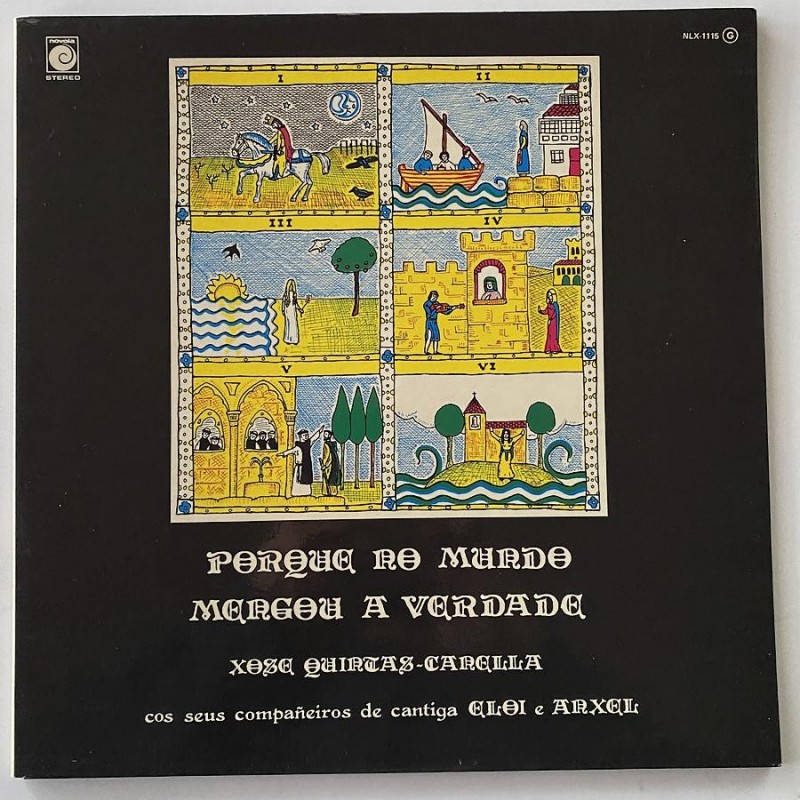 novola
STEREO
NLX-1115 G
I
II
III
IV
V
VI
PORQUE NO MUNDO
MENGOU A VERDADE
XOSE QUINTAS-CANELLA
cos seus compañeiros de cantiga ELOI e ANXEL